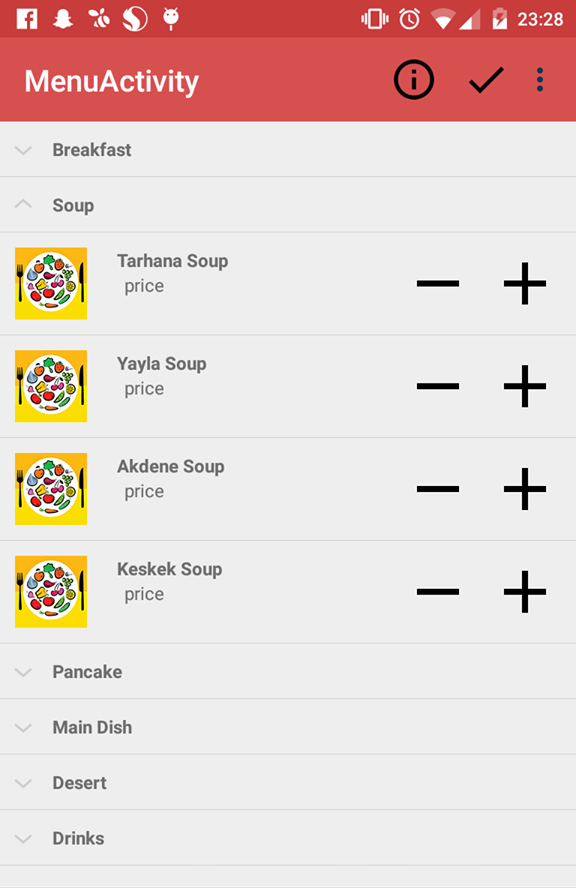 23:28
MenuActivity
Breakfast
Soup
Tarhana Soup
price
Yayla Soup
price
Akdene Soup
price
Keskek Soup
price
Pancake
Main Dish
Desert
Drinks